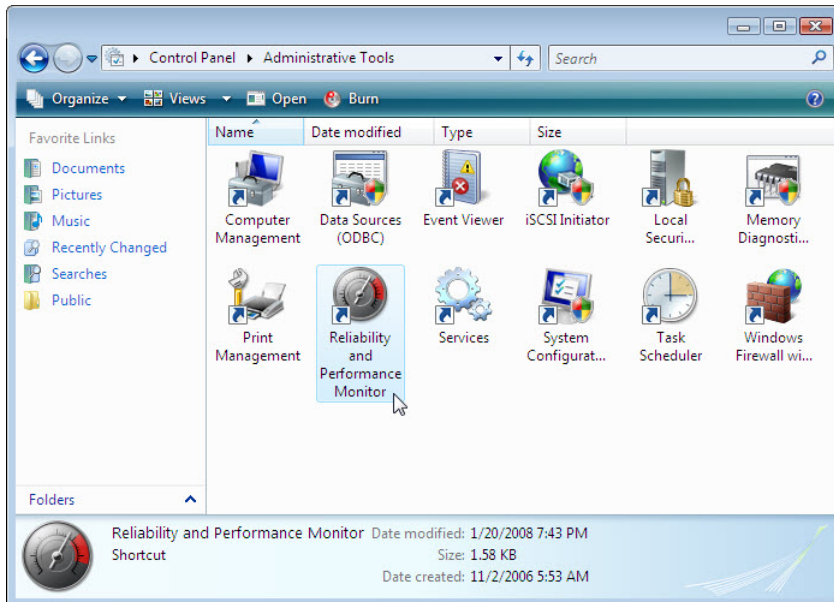 Control Panel Administrative Tools
Search
Organize Views Open Burn
Favorite Links
Documents
Pictures
Music
Recently Changed
Searches
Public
Folders
Name Date modified Type Size
Computer Management
Data Sources (ODBC)
Event Viewer
iSCSI Initiator
Local Securi...
Memory Diagnosti...
Print Management
Reliability and Performance Monitor
Services
System Configurat...
Task Scheduler
Windows Firewall wi...
Reliability and Performance Monitor Date modified: 1/20/2008 7:43 PM
Shortcut Size: 1.58 KB
Date created: 11/2/2006 5:53 AM